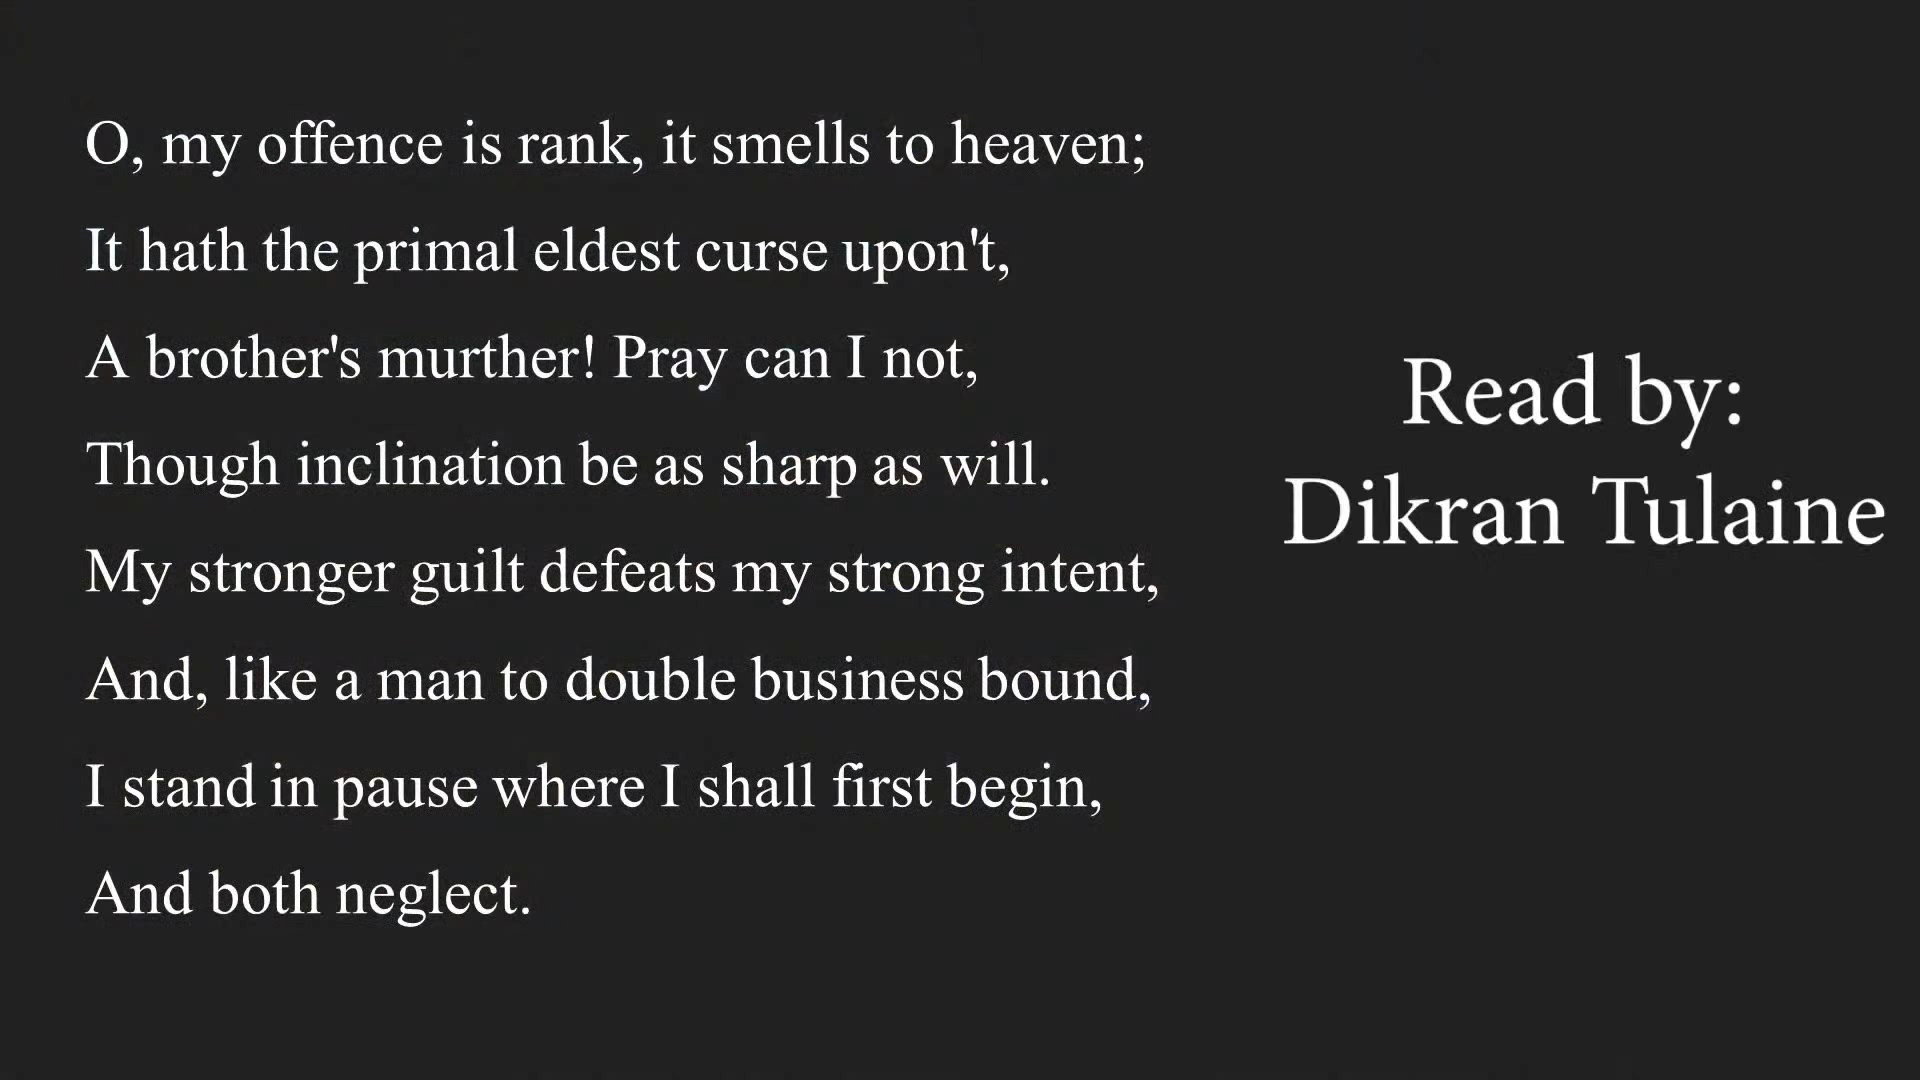 O, my offence is rank, it smells to heaven;
It hath the primal eldest curse upon't,
A brother's murther! Pray can I not,
Though inclination be as sharp as will.
My stronger guilt defeats my strong intent,
And, like a man to double business bound,
I stand in pause where I shall first begin,
And both neglect.
Read by:
Dikran Tulaine